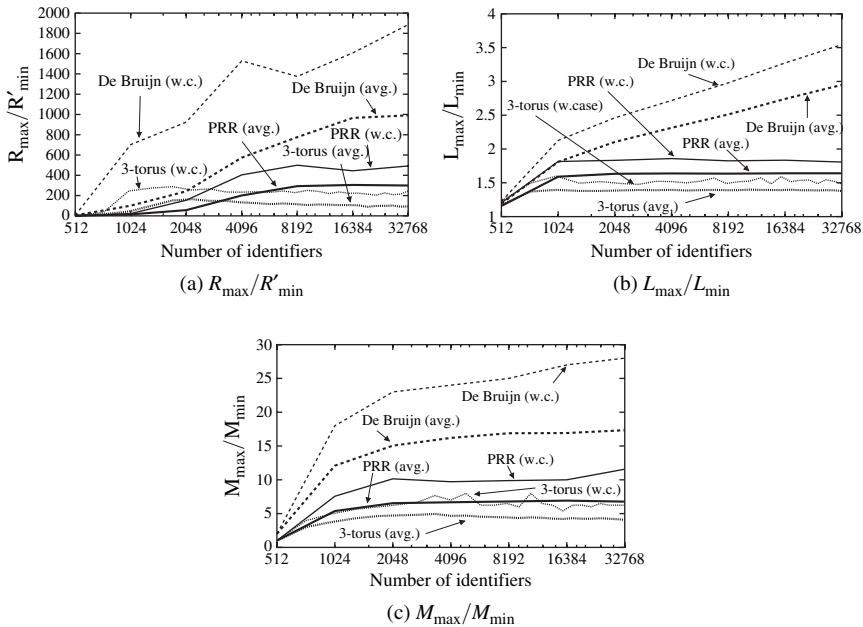 2000
1800
1600
1400
1200
1000
800
600
400
200
0
R_max/R'_min
De Bruijn (w.c.)
De Bruijn (avg.)
PRR (avg.)
PRR (w.c.)
3-torus (avg.)
3-torus (w.c.)
512 1024 2048 4096 8192 16384 32768
Number of identifiers
(a) R_max/R'_min
4
3.5
3
2.5
2
1.5
1
L_max/L_min
De Bruijn (w.c.)
PRR (w.c.)
3-torus (w.case)
De Bruijn (avg.)
PRR (avg.)
3-torus (avg.)
512 1024 2048 4096 8192 16384 32768
Number of identifiers
(b) L_max/L_min
30
25
20
15
10
5
0
M_max/M_min
De Bruijn (w.c.)
De Bruijn (avg.)
PRR (avg.)
PRR (w.c.)
3-torus (w.c.)
3-torus (avg.)
512 1024 2048 4096 8192 16384 32768
Number of identifiers
(c) M_max/M_min